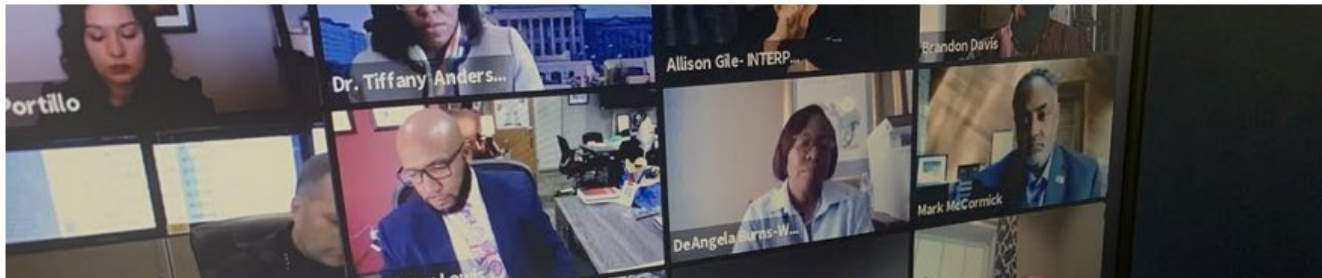 Portillo
Dr. Tiffany Anders...
Allison Gile- INTERP...
Brandon Davis
DeAngela Burns-W...
Mark McCormick